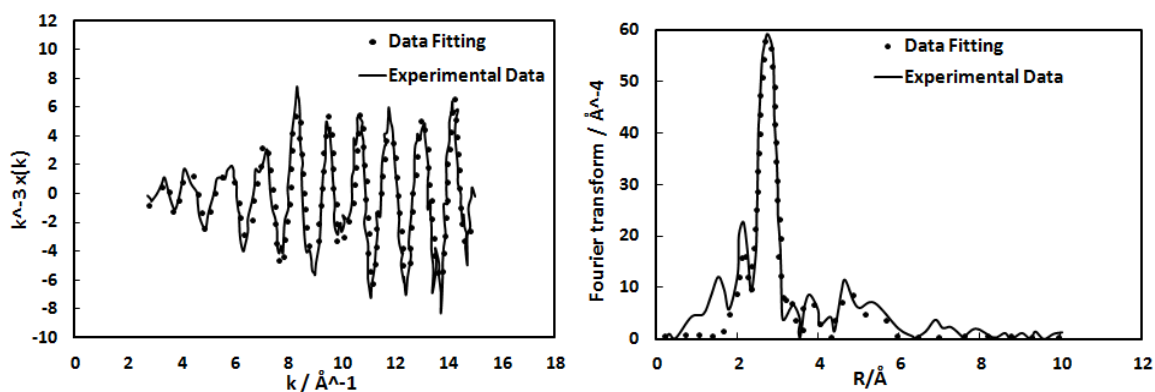 12
10
8
6
4
2
0
-2
-4
-6
-8
-10
k^-3 x(k)
Data Fitting
Experimental Data
0 2 4 6 8 10 12 14 16
k / Å^-1
60
50
40
30
20
10
0
Fourier transform / Å^-4
Data Fitting
Experimental Data
0 2 4 6 8 10 12
R/Å